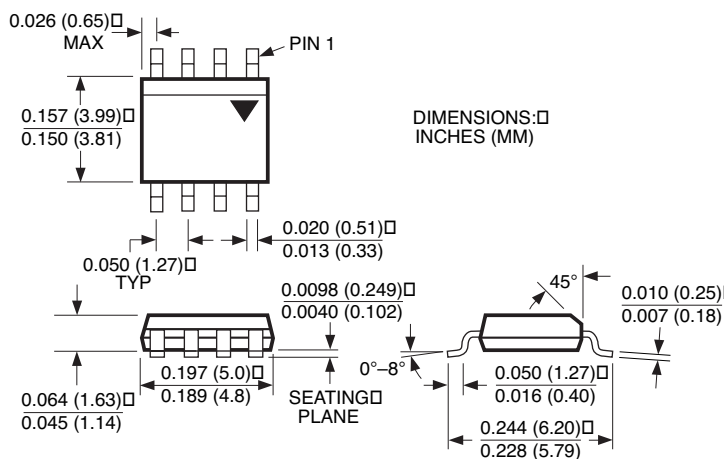 0.026 (0.65)□
MAX
PIN 1
0.157 (3.99)□
0.150 (3.81)
DIMENSIONS:□
INCHES (MM)
0.020 (0.51)□
0.013 (0.33)
0.050 (1.27)□
TYP
0.0098 (0.249)□
0.0040 (0.102)
45°
0.010 (0.25)□
0.007 (0.18)
0.197 (5.0)□
0.189 (4.8)
SEATING□
PLANE
0°–8°
0.050 (1.27)□
0.016 (0.40)
0.064 (1.63)□
0.045 (1.14)
0.244 (6.20)□
0.228 (5.79)